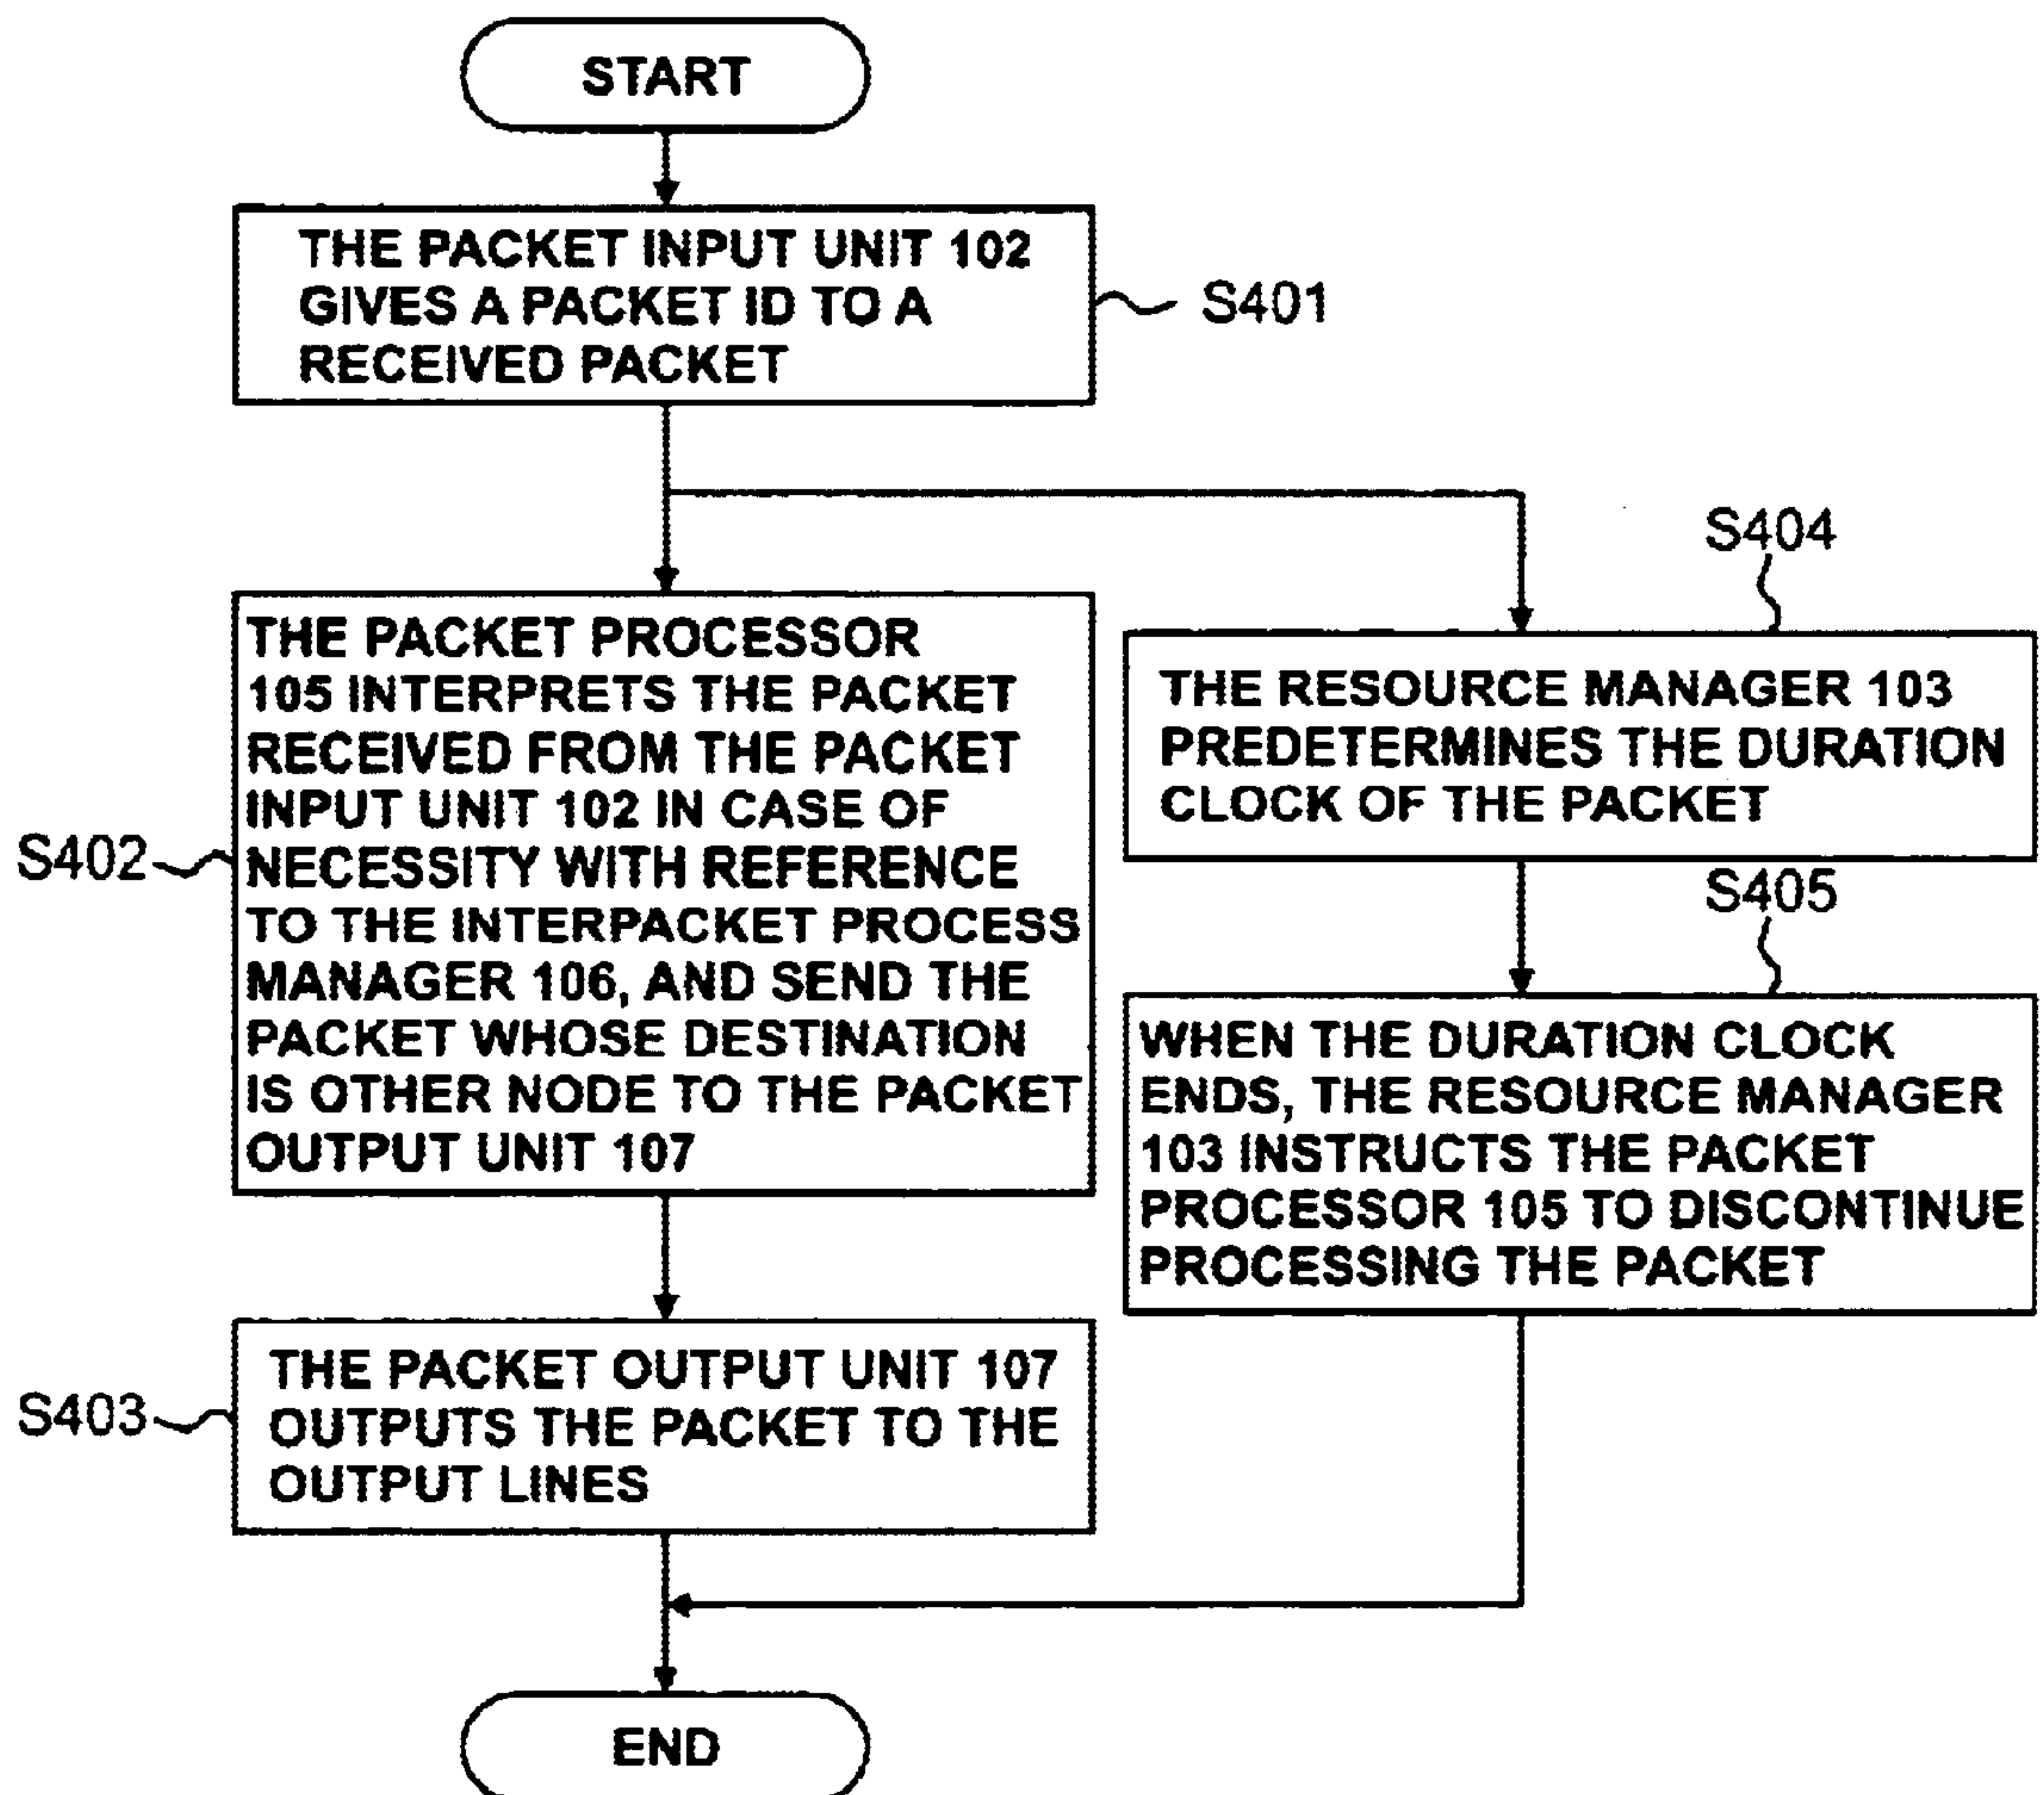 START
THE PACKET INPUT UNIT 102
GIVES A PACKET ID TO A
RECEIVED PACKET
S401
S404
THE PACKET PROCESSOR
105 INTERPRETS THE PACKET
RECEIVED FROM THE PACKET
INPUT UNIT 102 IN CASE OF
NECESSITY WITH REFERENCE
TO THE INTERPACKET PROCESS
MANAGER 106, AND SEND THE
PACKET WHOSE DESTINATION
IS OTHER NODE TO THE PACKET
OUTPUT UNIT 107
S402
THE RESOURCE MANAGER 103
PREDETERMINES THE DURATION
CLOCK OF THE PACKET
S405
WHEN THE DURATION CLOCK
ENDS, THE RESOURCE MANAGER
103 INSTRUCTS THE PACKET
PROCESSOR 105 TO DISCONTINUE
PROCESSING THE PACKET
S403
THE PACKET OUTPUT UNIT 107
OUTPUTS THE PACKET TO THE
OUTPUT LINES
END